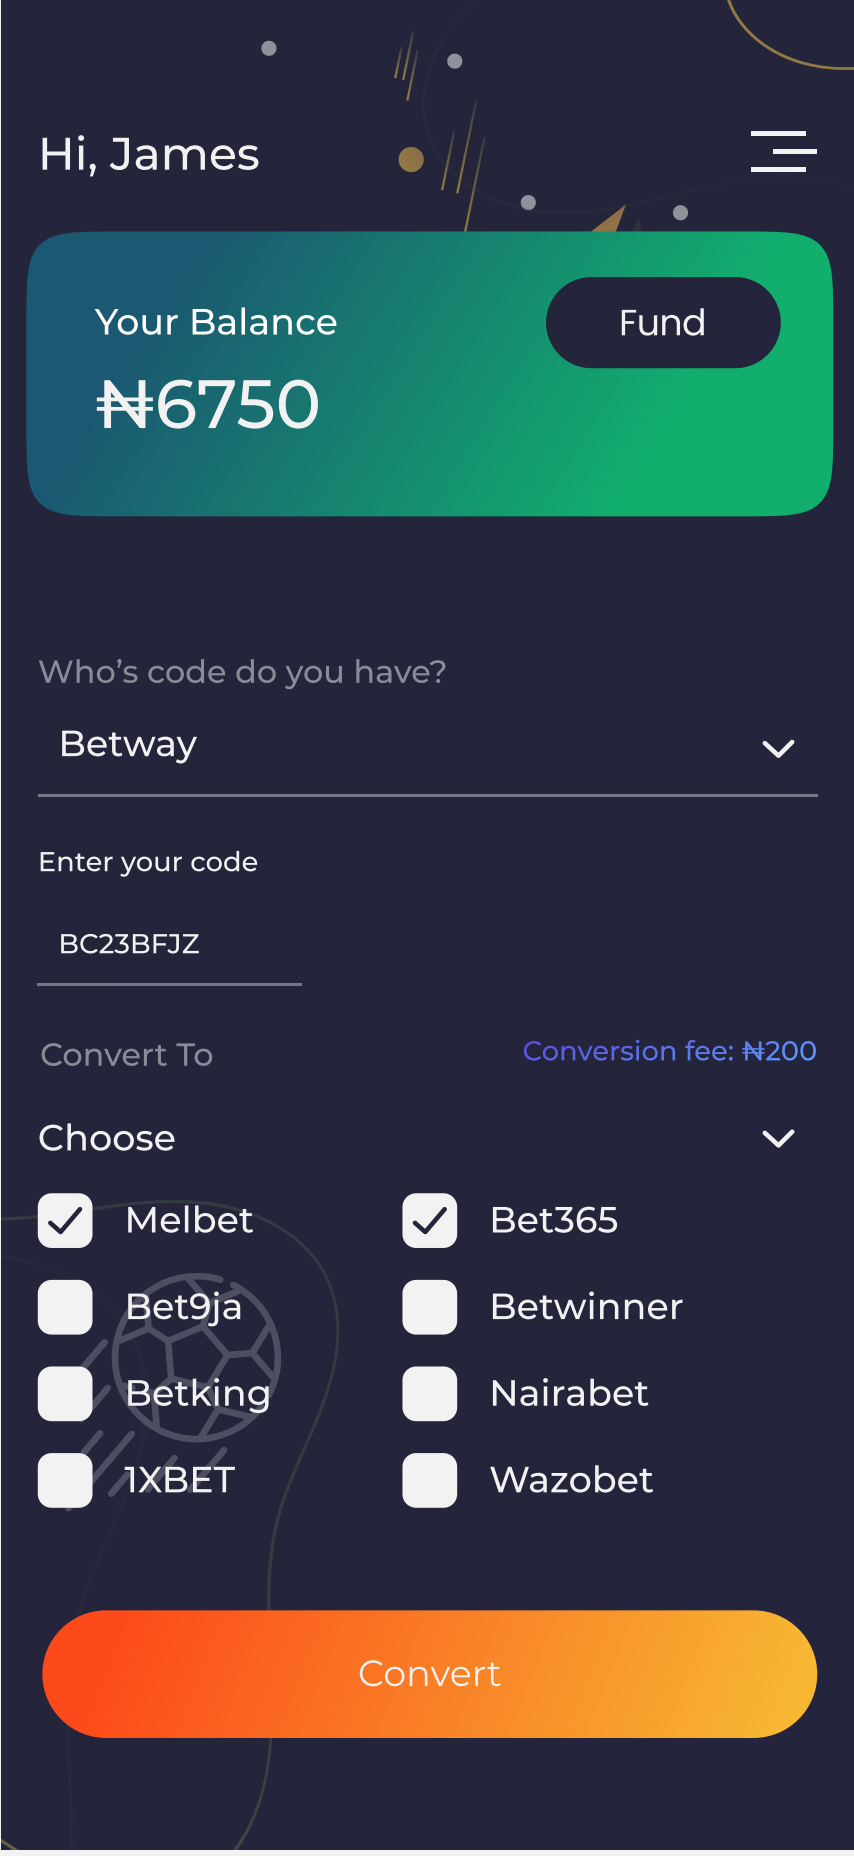 Hi, James
Your Balance
Fund
₦6750
Who’s code do you have?
Betway
Enter your code
BC23BFJZ
Convert To
Conversion fee: ₦200
Choose
Melbet
Bet365
Bet9ja
Betwinner
Betking
Nairabet
1XBET
Wazobet
Convert